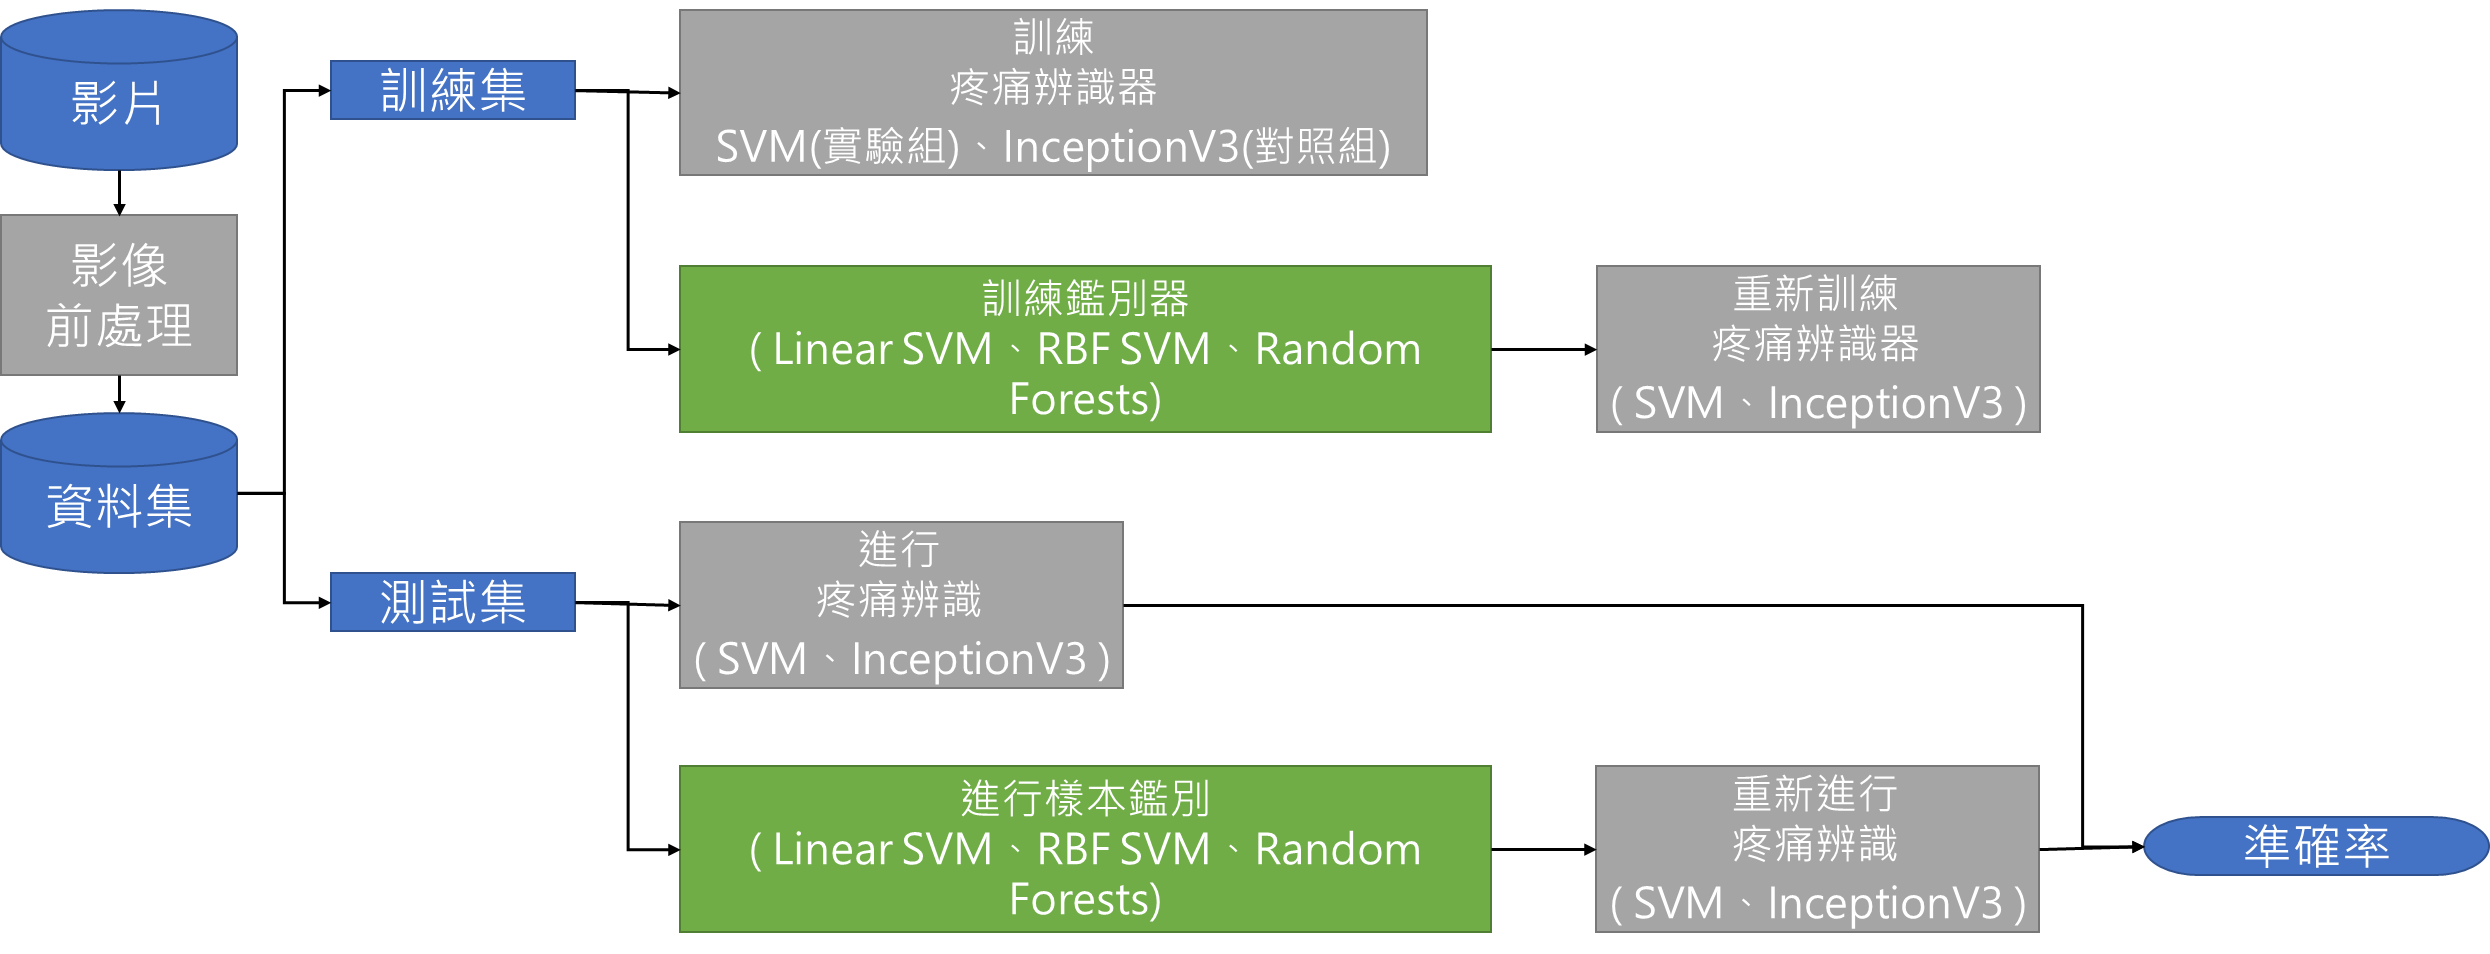 影片
影像
前處理
資料集
訓練集
訓練
疼痛辨識器
SVM(實驗組)、InceptionV3(對照組)
訓練鑑別器
( Linear SVM、RBF SVM、Random
Forests)
重新訓練
疼痛辨識器
( SVM、InceptionV3 )
測試集
進行
疼痛辨識
( SVM、InceptionV3 )
進行樣本鑑別
( Linear SVM、RBF SVM、Random
Forests)
重新進行
疼痛辨識
( SVM、InceptionV3 )
準確率